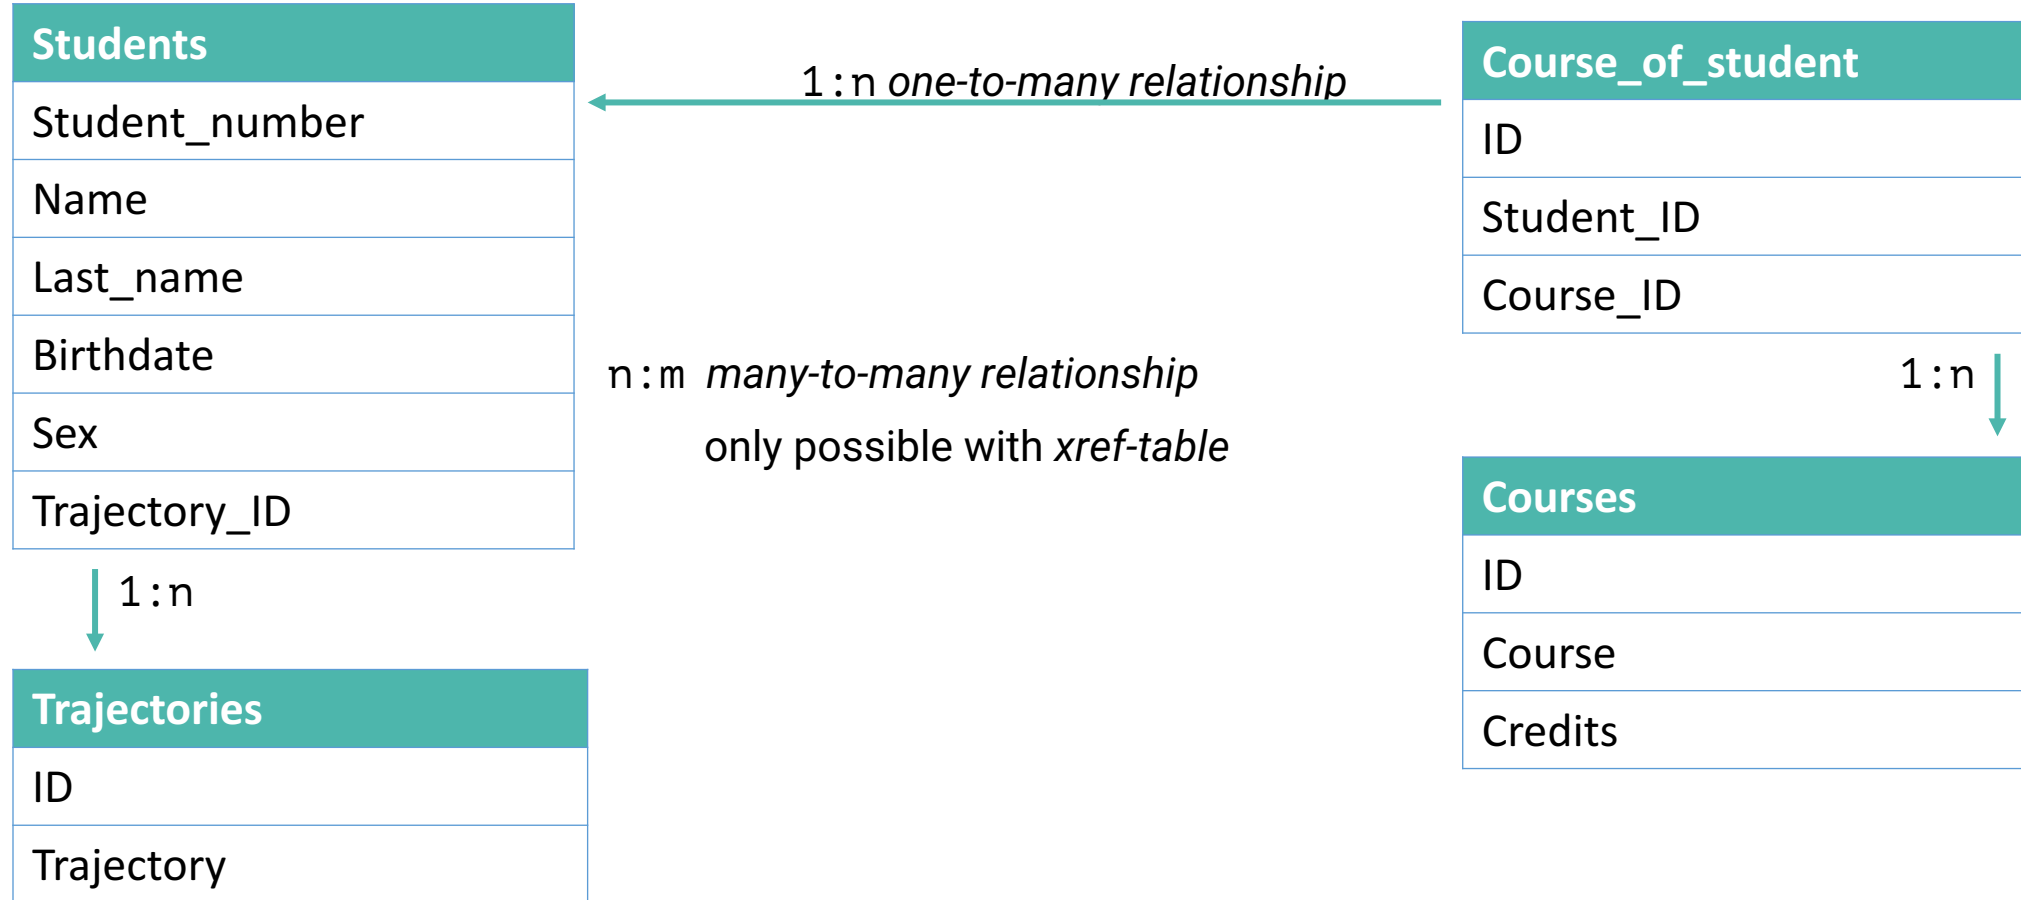 Students
Student_number
Name
Last_name
Birthdate
Sex
Trajectory_ID
1:n
Trajectories
ID
Trajectory
1:n one-to-many relationship
n:m many-to-many relationship
only possible with xref-table
Course_of_student
ID
Student_ID
Course_ID
1:n
Courses
ID
Course
Credits